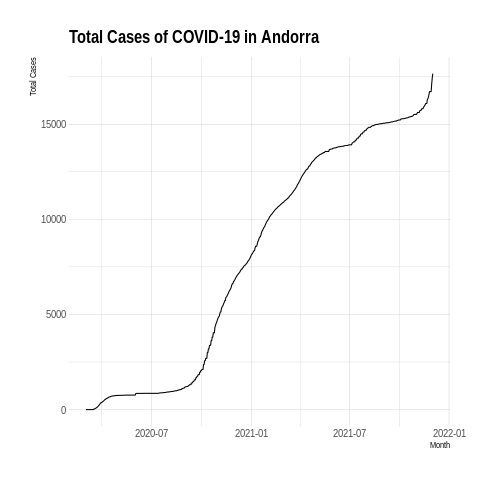 Total Cases of COVID-19 in Andorra
Total Cases
15000
10000
5000
0
2020-07 2021-01 2021-07 2022-01
Month